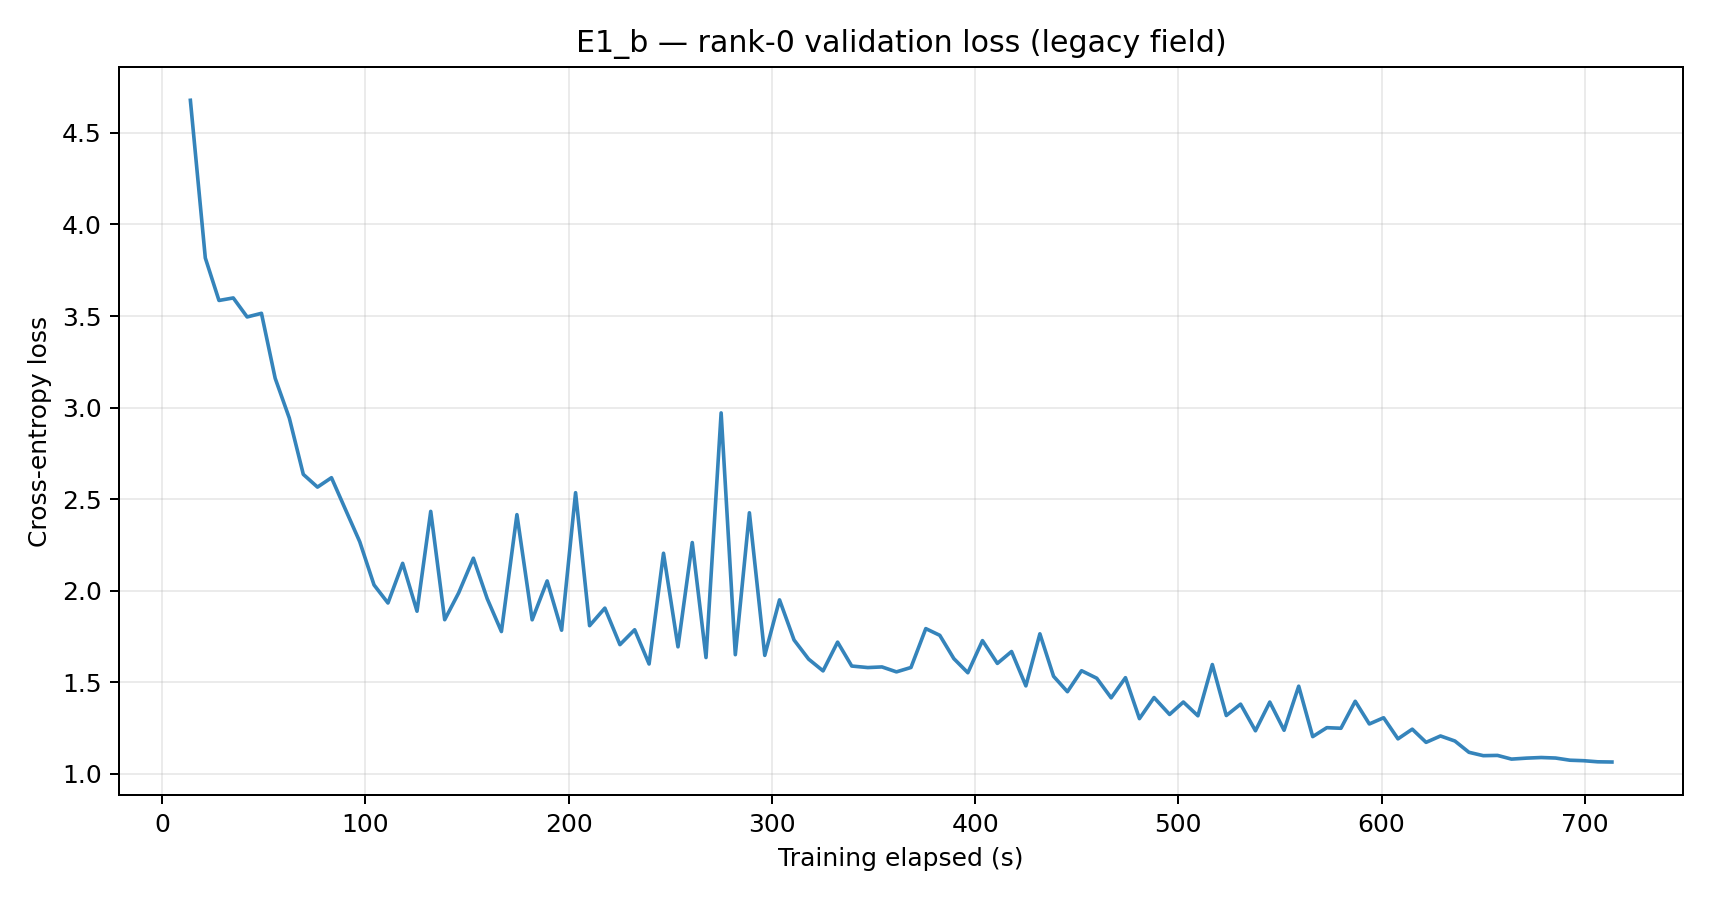 E1_b — rank-0 validation loss (legacy field)
4.5
4.0
3.5
3.0
2.5
2.0
1.5
1.0
Cross-entropy loss
0 100 200 300 400 500 600 700
Training elapsed (s)